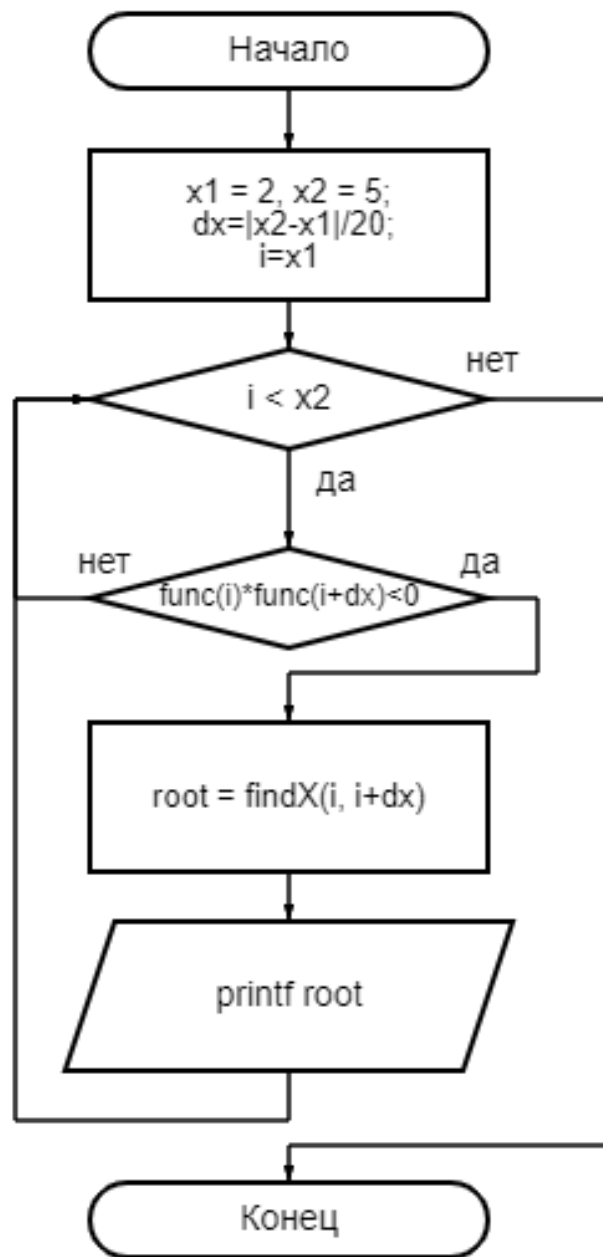 Начало
x1 = 2, x2 = 5;
dx=|x2-x1|/20;
i=x1
нет
i < x2
да
нет
да
func(i)*func(i+dx)<0
root = findX(i, i+dx)
printf root
Конец